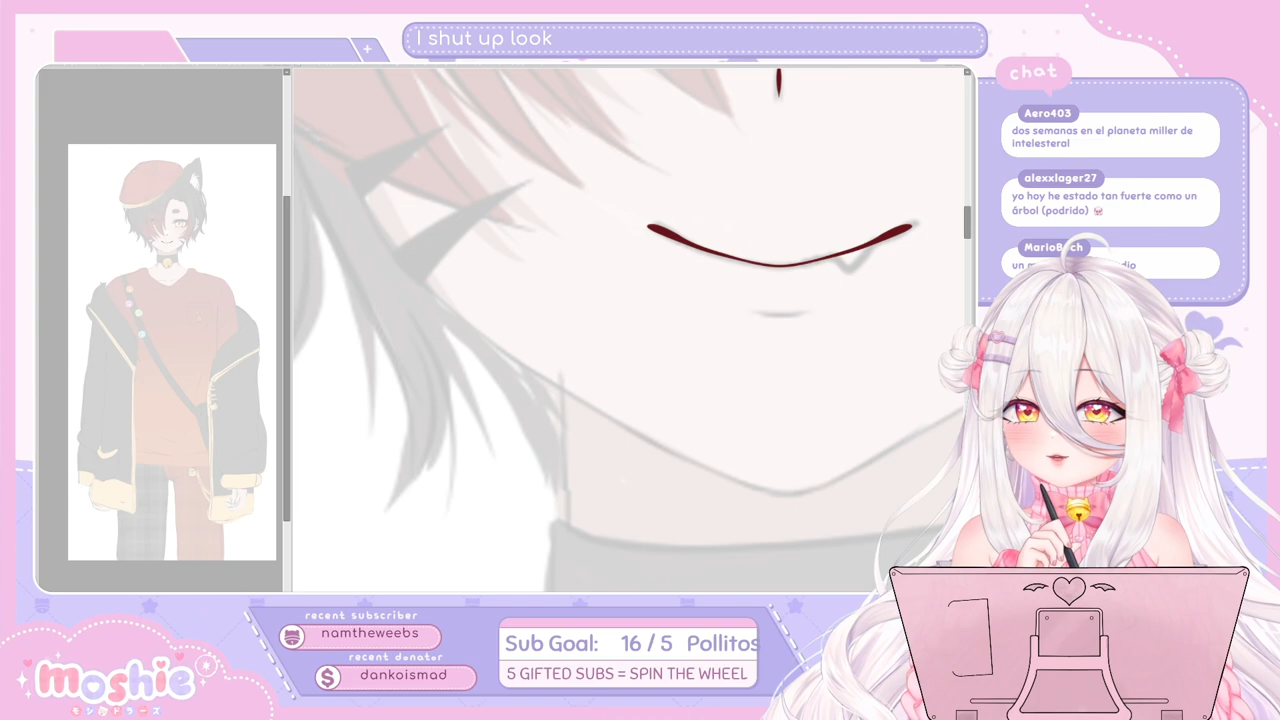 I shut up look
+
chat
Aero403
dos semanas en el planeta miller de
intelesteral
alexxlager27
yo hoy he estado tan fuerte como un
árbol (podrido)
un
recent subscriber
namtheweebs
recent donator
$ dankoismad
Sub Goal: 16 / 5 Pollitos
5 GIFTED SUBS = SPIN THE WHEEL
moshie